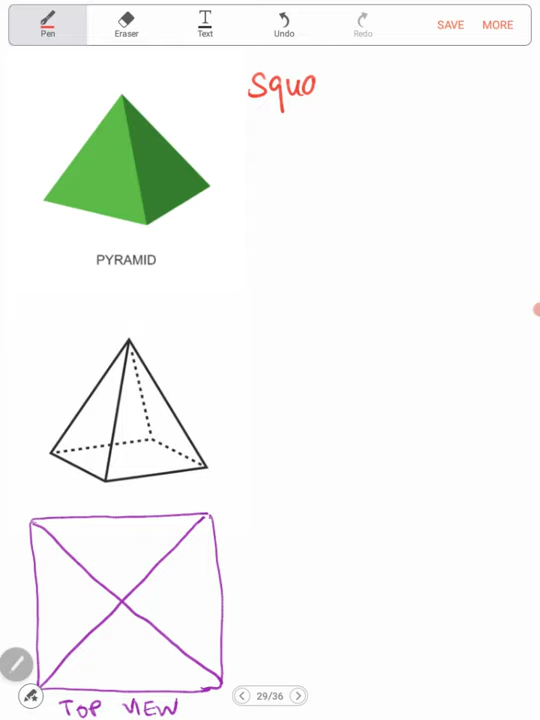 Pen Eraser Text Undo Redo SAVE MORE
Squa
PYRAMID
TOP VIEW
29/36